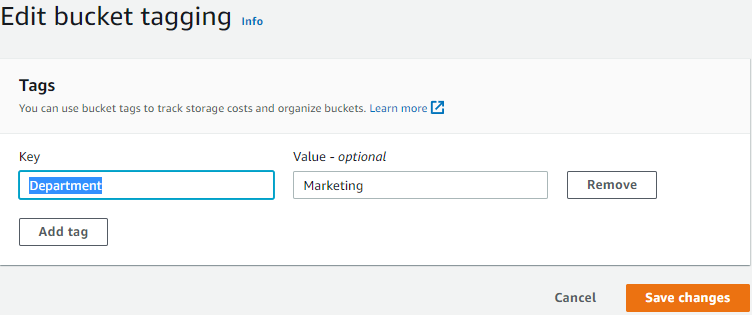 Edit bucket tagging Info
Tags
You can use bucket tags to track storage costs and organize buckets. Learn more
Key Value - optional
Department Marketing Remove
Add tag
Cancel Save changes